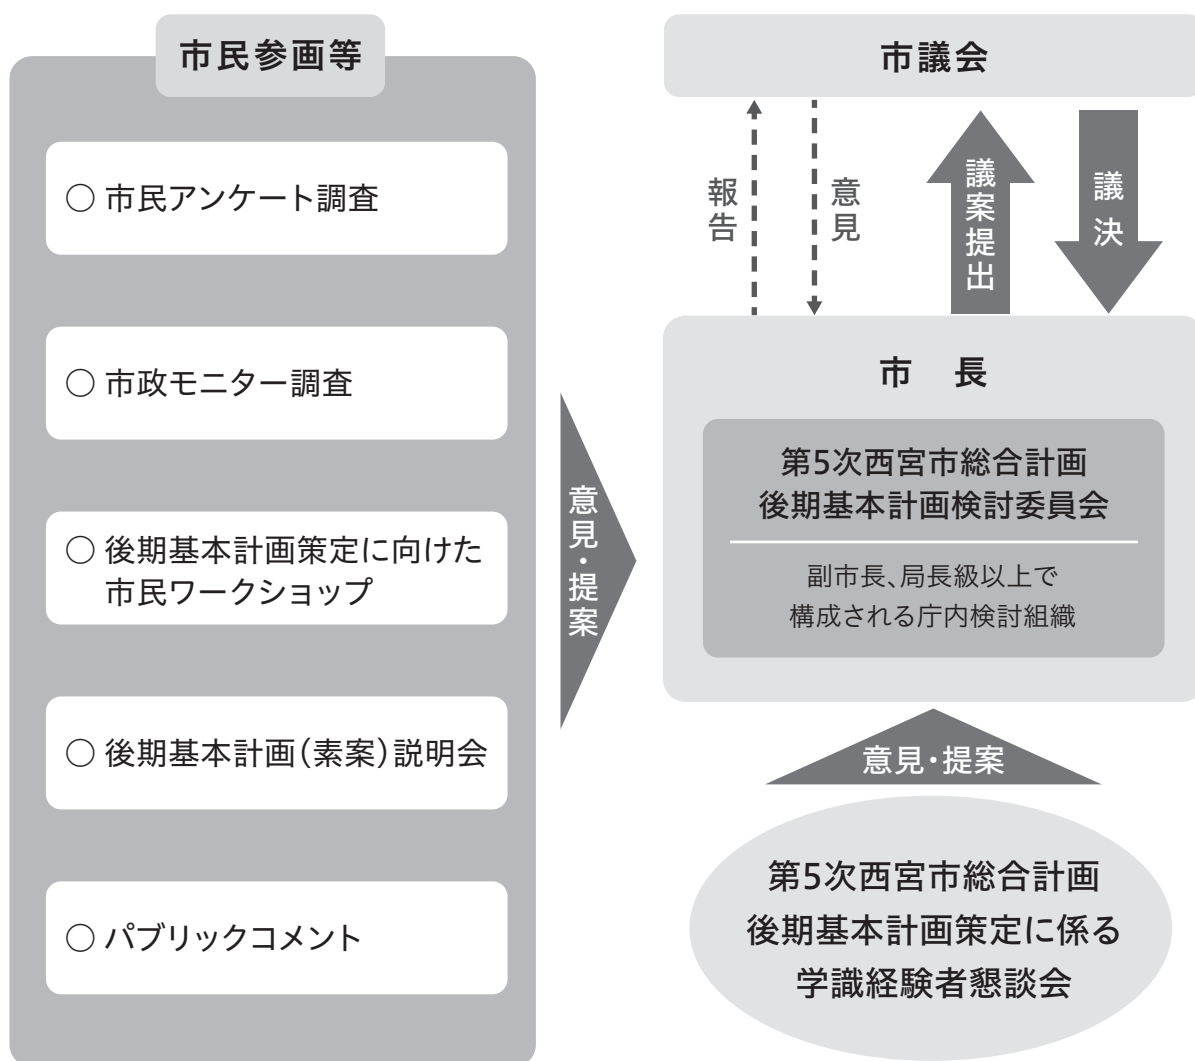 市民参画等
○ 市民アンケート調査
○ 市政モニター調査
○ 後期基本計画策定に向けた
市民ワークショップ
○ 後期基本計画(素案)説明会
○ パブリックコメント
意見・提案
市議会
報告
意見
議案提出
議決
市 長
第5次西宮市総合計画
後期基本計画検討委員会
副市長、局長級以上で
構成される庁内検討組織
意見・提案
第5次西宮市総合計画
後期基本計画策定に係る
学識経験者懇談会